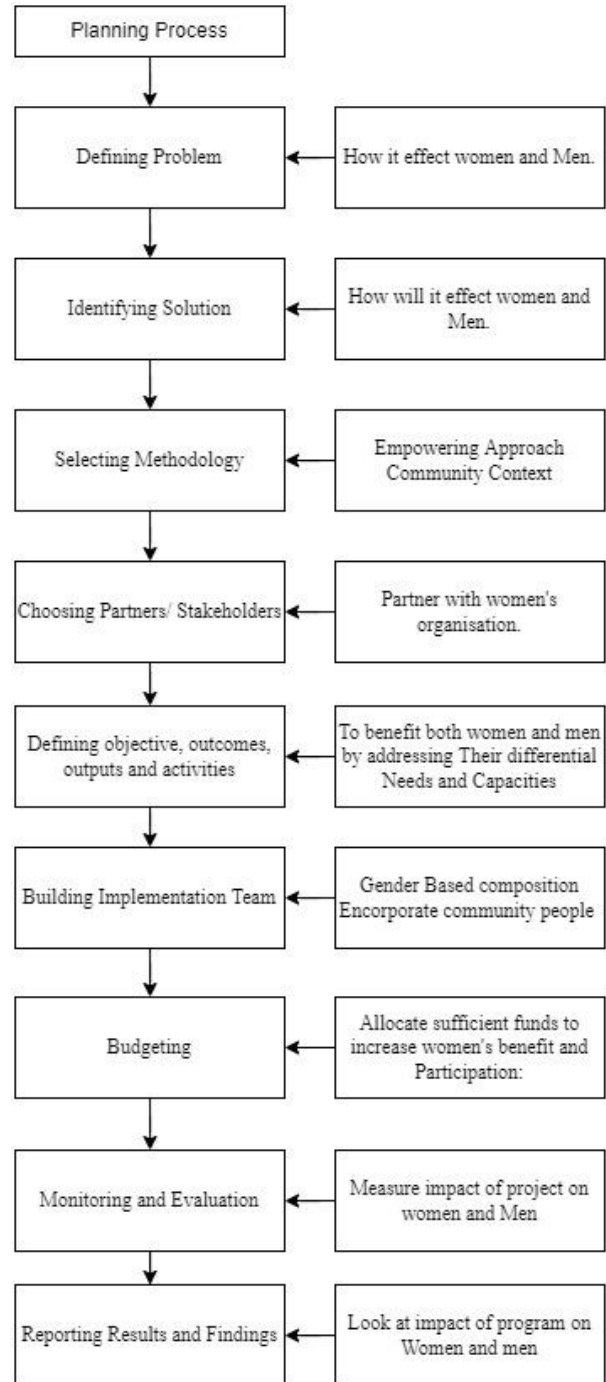 Planning Process
Defining Problem
How it effect women and Men.
Identifying Solution
How will it effect women and
Men.
Selecting Methodology
Empowering Approach
Community Context
Choosing Partners/ Stakeholders
Partner with women's
organisation.
Defining objective, outcomes,
outputs and activities
To benefit both women and men
by addressing Their differential
Needs and Capacities
Building Implementation Team
Gender Based composition
Encorporate community people
Budgeting
Allocate sufficient funds to
increase women's benefit and
Participation:
Monitoring and Evaluation
Measure impact of project on
women and Men
Reporting Results and Findings
Look at impact of program on
Women and men